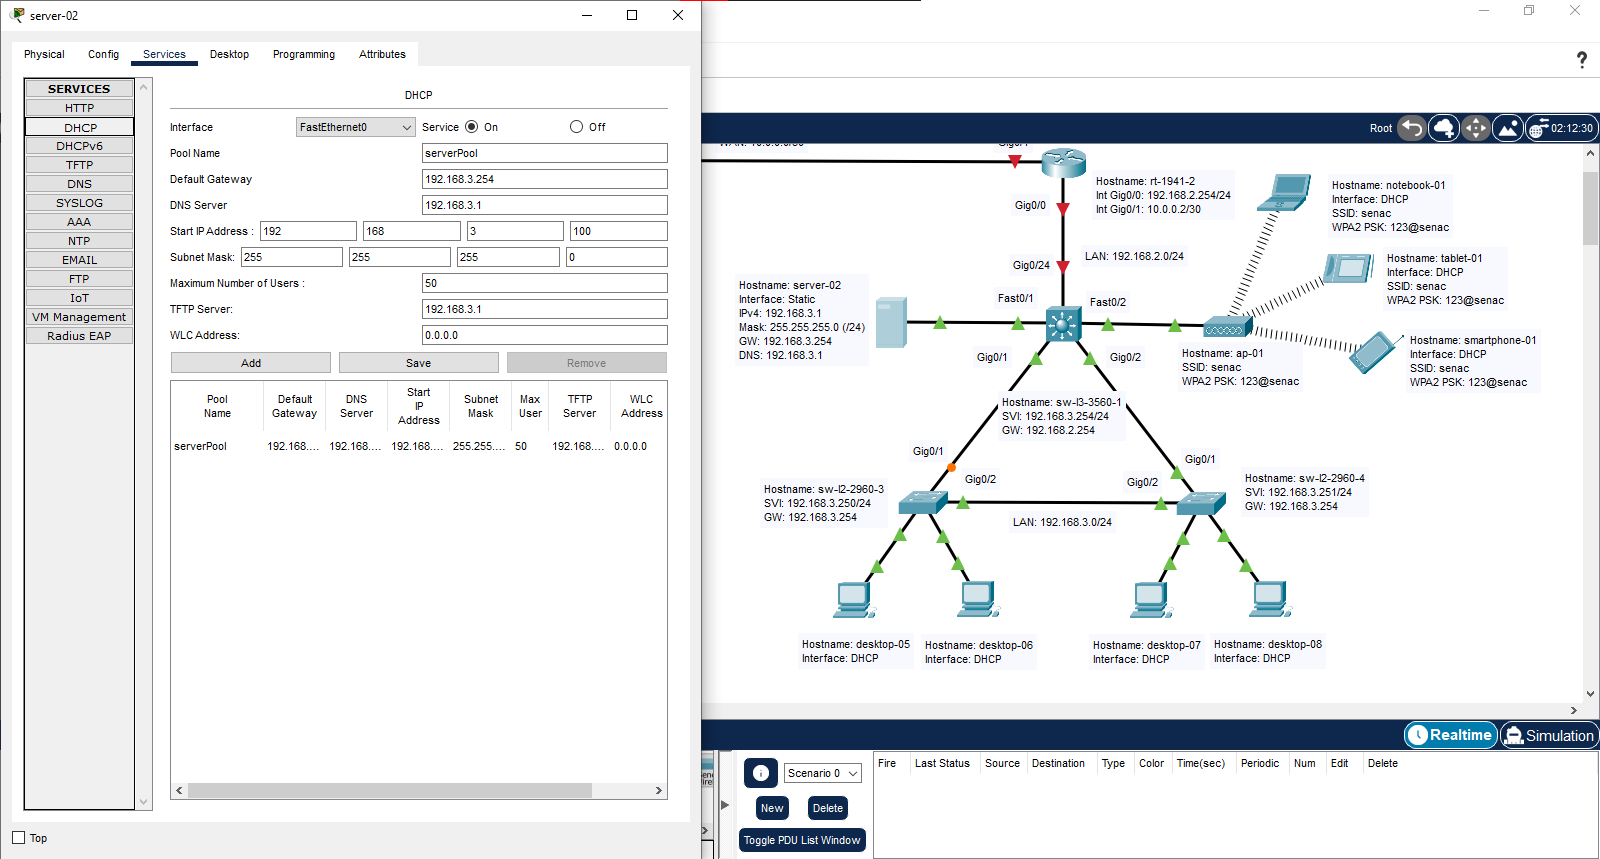 server-02
Physical Config Services Desktop Programming Attributes
SERVICES
HTTP
DHCP
DHCPv6
TFTP
DNS
SYSLOG
AAA
NTP
EMAIL
FTP
IoT
VM Management
Radius EAP
DHCP
Interface FastEthernet0 Service On Off
Pool Name serverPool
Default Gateway 192.168.3.254
DNS Server 192.168.3.1
Start IP Address : 192 168 3 100
Subnet Mask: 255 255 255 0
Maximum Number of Users : 50
TFTP Server: 192.168.3.1
WLC Address: 0.0.0.0
Add Save Remove
Pool Name Default Gateway DNS Server Start IP Address Subnet Mask Max User TFTP Server WLC Address
serverPool 192.168.... 192.168.... 192.168.... 255.255.... 50 192.168.... 0.0.0.0
Top
?
Root 02:12:30
Gig0/0
Hostname: rt-1941-2
Int Gig0/0: 192.168.2.254/24
Int Gig0/1: 10.0.0.2/30
Hostname: notebook-01
Interface: DHCP
SSID: senac
WPA2 PSK: 123@senac
Gig0/24
LAN: 192.168.2.0/24
Hostname: tablet-01
Interface: DHCP
SSID: senac
WPA2 PSK: 123@senac
Hostname: server-02
Interface: Static
IPv4: 192.168.3.1
Mask: 255.255.255.0 (/24)
GW: 192.168.3.254
DNS: 192.168.3.1
Fast0/1
Fast0/2
Gig0/1
Gig0/2
Hostname: ap-01
SSID: senac
WPA2 PSK: 123@senac
Hostname: smartphone-01
Interface: DHCP
SSID: senac
WPA2 PSK: 123@senac
Hostname: sw-l3-3560-1
SVI: 192.168.3.254/24
GW: 192.168.2.254
Gig0/1
Gig0/2
Gig0/1
Gig0/2
Hostname: sw-l2-2960-3
SVI: 192.168.3.250/24
GW: 192.168.3.254
Hostname: sw-l2-2960-4
SVI: 192.168.3.251/24
GW: 192.168.3.254
LAN: 192.168.3.0/24
Hostname: desktop-05
Interface: DHCP
Hostname: desktop-06
Interface: DHCP
Hostname: desktop-07
Interface: DHCP
Hostname: desktop-08
Interface: DHCP
Realtime Simulation
Scenario 0
New Delete
Toggle PDU List Window
Fire Last Status Source Destination Type Color Time(sec) Periodic Num Edit Delete